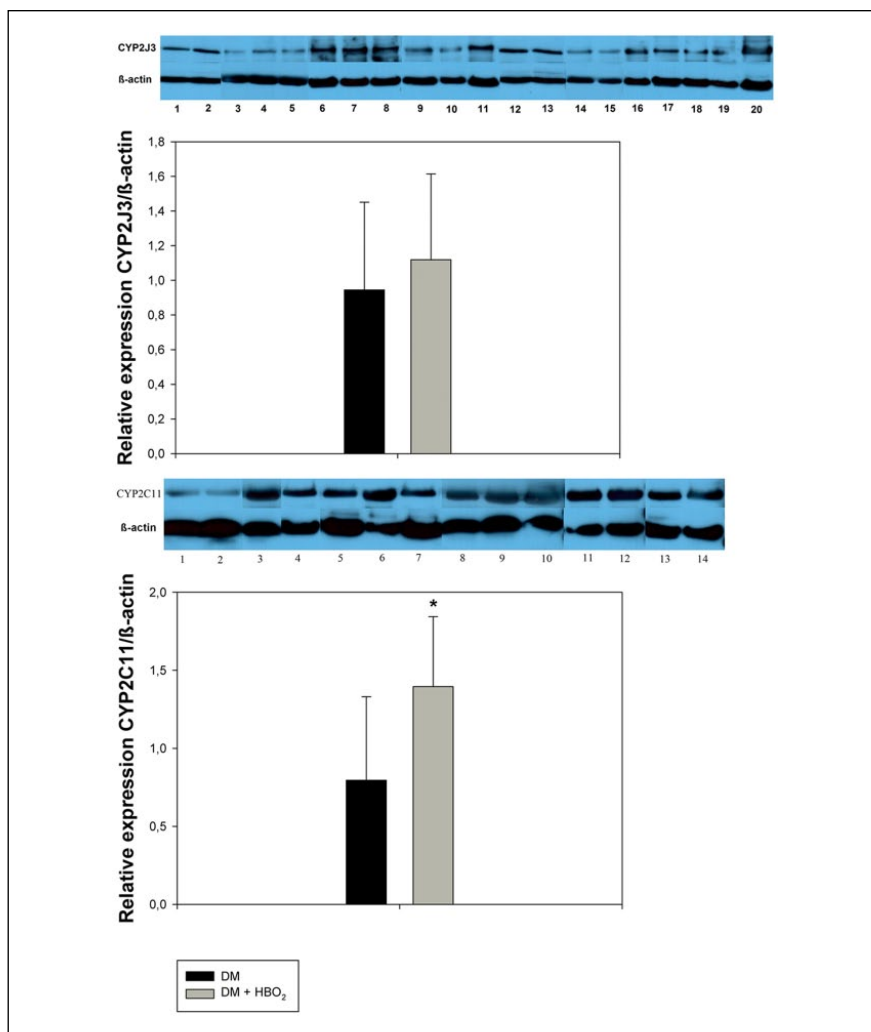 CYP2J3
ß-actin
1 2 3 4 5 6 7 8 9 10 11 12 13 14 15 16 17 18 19 20
Relative expression CYP2J3/ß-actin
1,8
1,6
1,4
1,2
1,0
0,8
0,6
0,4
0,2
0,0
CYP2C11
ß-actin
1 2 3 4 5 6 7 8 9 10 11 12 13 14
Relative expression CYP2C11/ß-actin
2,0
*
1,5
1,0
0,5
0,0
DM
DM + HBO₂